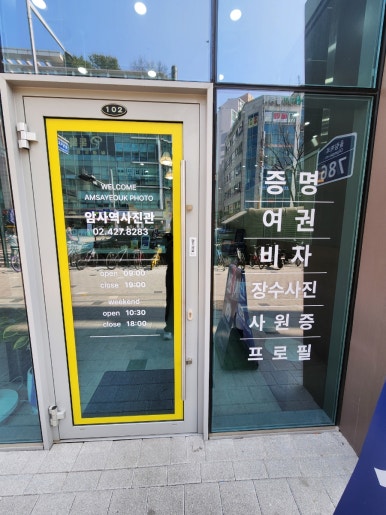 102
WELCOME
AMSAYEOUK PHOTO
암사역사진관
02.427.8283
open 09:00
close 19:00
weekend
open 10:30
close 18:00
증명
여권
비자
장수사진
사원증
프로필
786